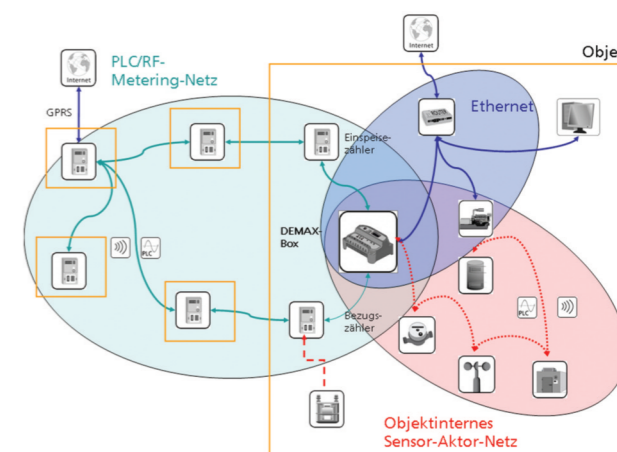 Internet
Internet
Obje
PLC/RF-
Metering-Netz
Ethernet
GPRS
Einspeise-
zähler
DEMAX-
Box
PLC
PLC
Bezugs-
zähler
Objektinternes
Sensor-Aktor-Netz